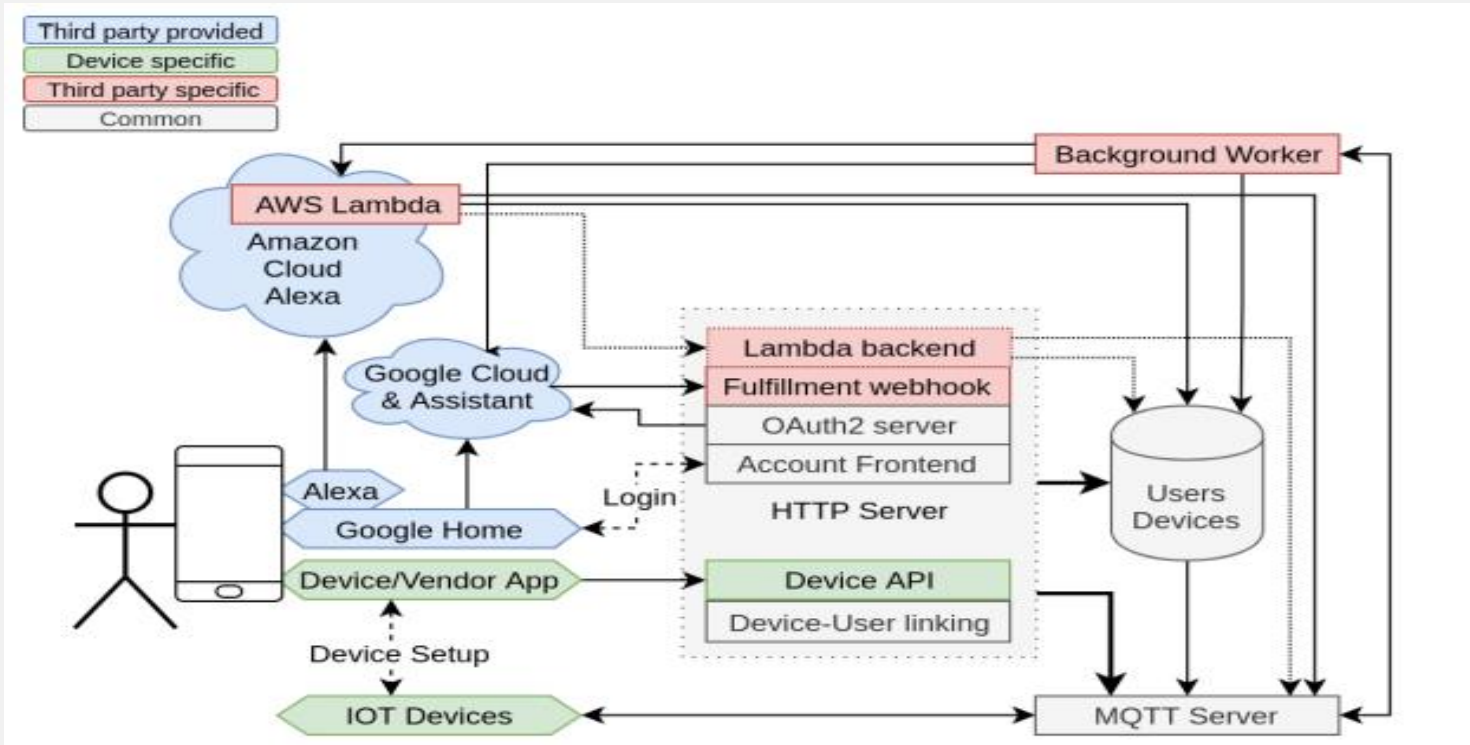 Third party provided
Device specific
Third party specific
Common
Background Worker
AWS Lambda
Amazon
Cloud
Alexa
Lambda backend
Google Cloud
& Assistant
Fulfillment webhook
OAuth2 server
Account Frontend
Alexa
Login
HTTP Server
Users
Devices
Google Home
Device/Vendor App
Device API
Device-User linking
Device Setup
IOT Devices
MQTT Server